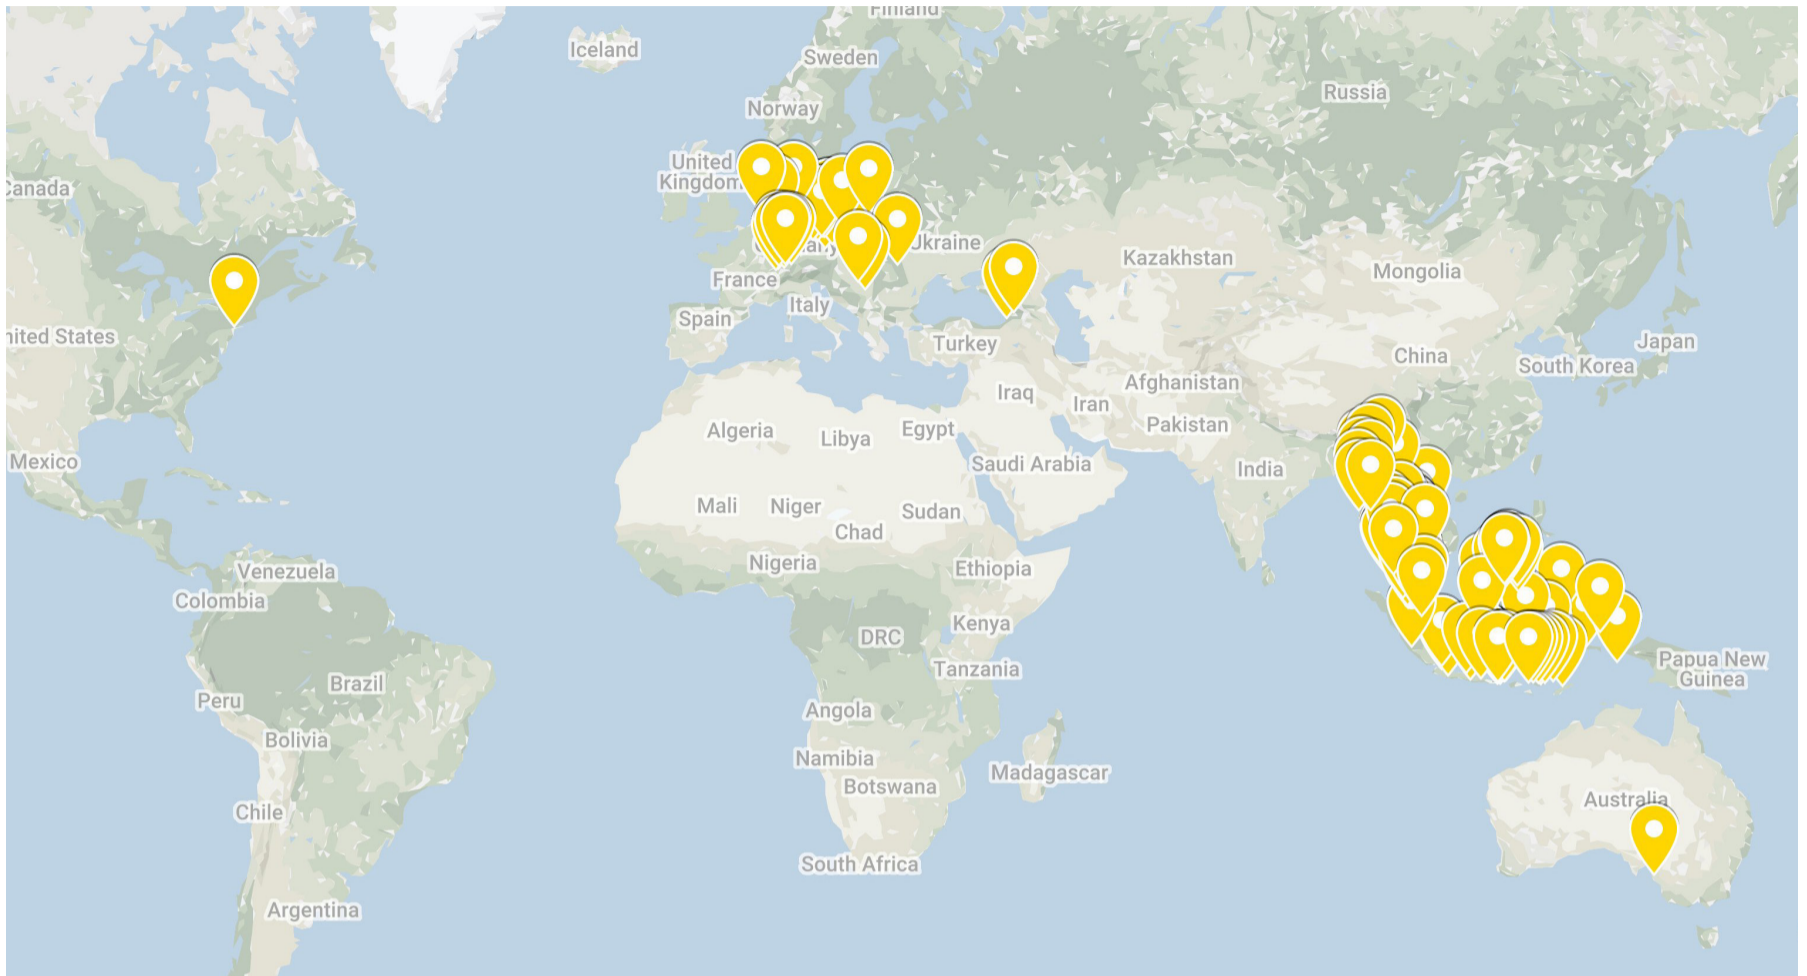 Finland
Iceland
Sweden
Russia
Norway
United
Kingdom
Canada
Ukraine
Kazakhstan
Mongolia
France
Italy
Spain
United States
Turkey
Japan
China
South Korea
Afghanistan
Iraq
Iran
Pakistan
Algeria
Libya
Egypt
Mexico
Saudi Arabia
India
Mali
Niger
Sudan
Chad
Nigeria
Ethiopia
Venezuela
Colombia
Kenya
DRC
Papua New
Guinea
Tanzania
Brazil
Peru
Angola
Bolivia
Namibia
Madagascar
Botswana
Australia
Chile
South Africa
Argentina